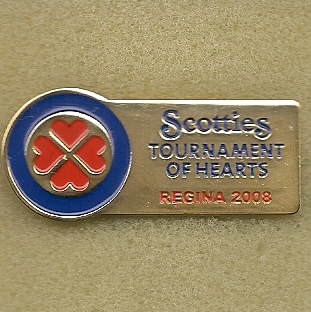 Scotties
TOURNAMENT
OF HEARTS
REGINA 2008